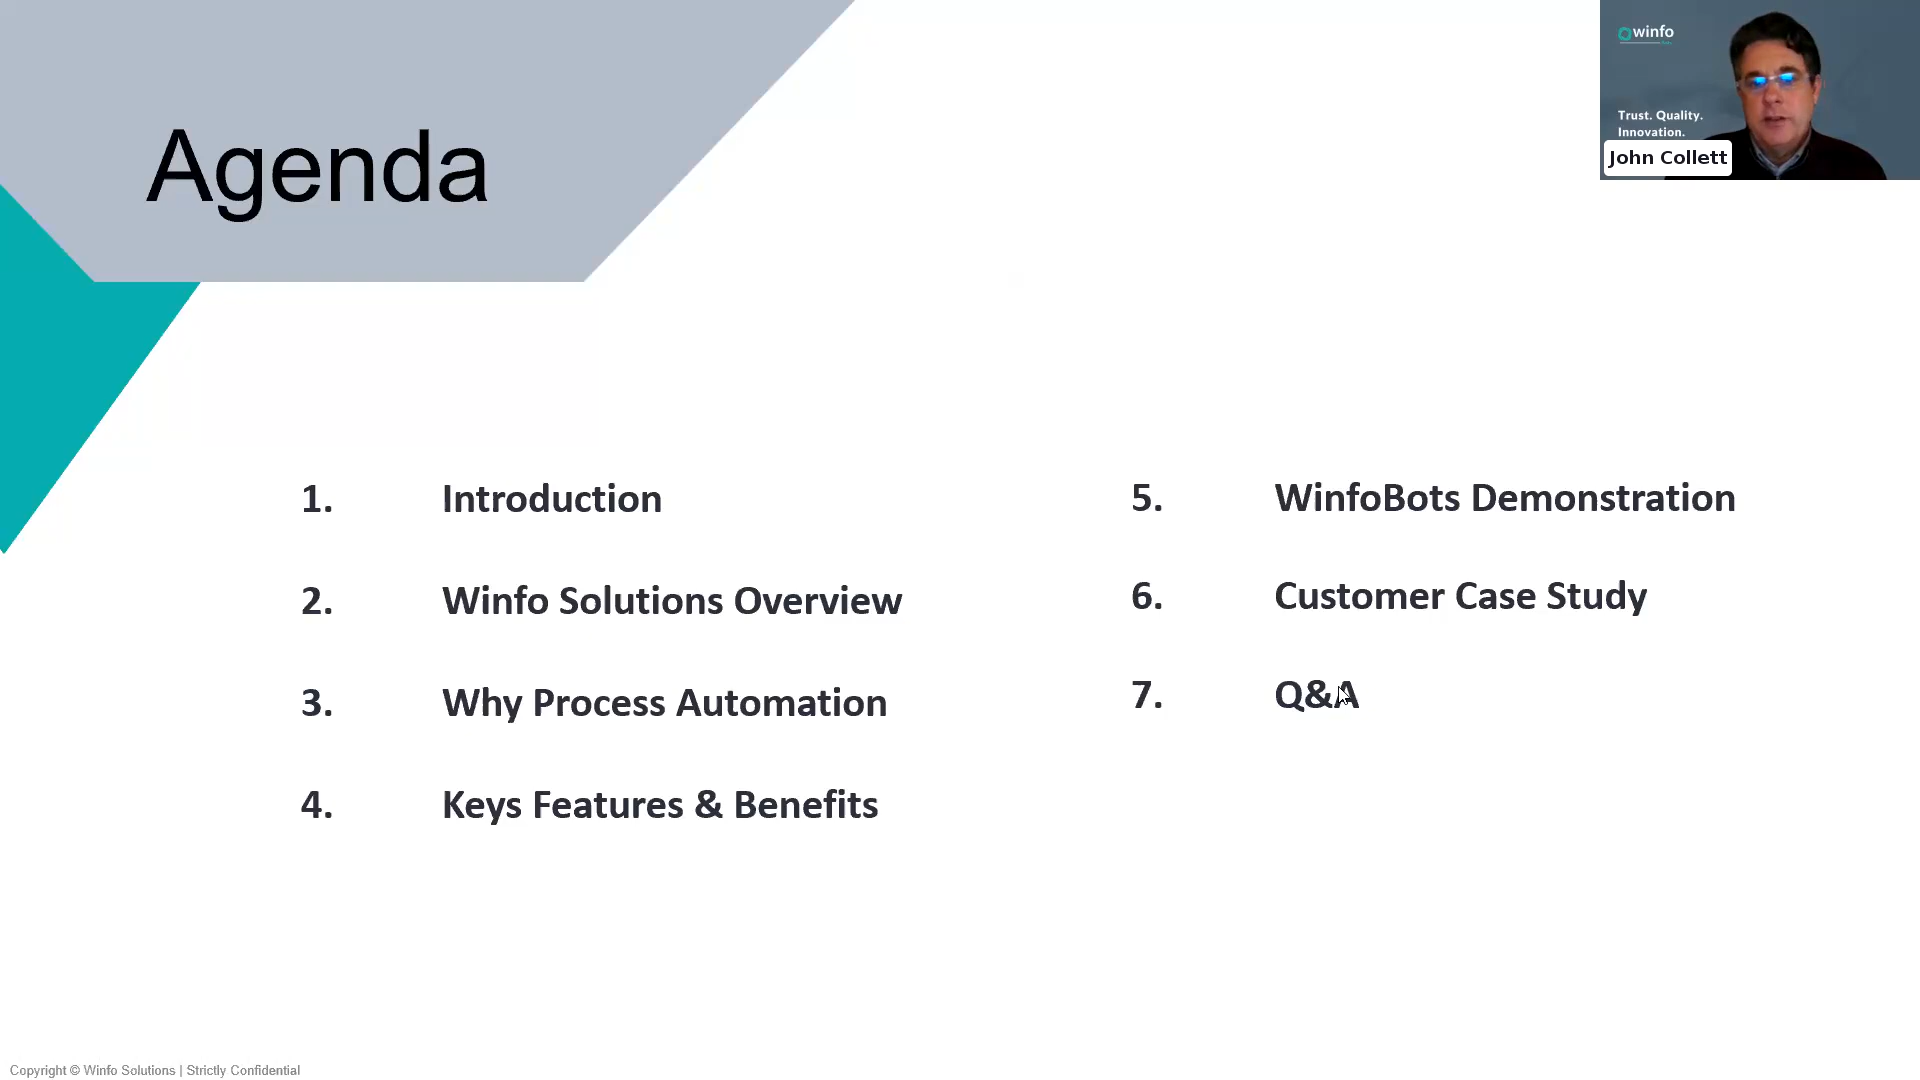 Agenda
winfo
Trust. Quality.
Innovation.
John Collett
1. Introduction
2. Winfo Solutions Overview
3. Why Process Automation
4. Keys Features & Benefits
5. WinfoBots Demonstration
6. Customer Case Study
7. Q&A
Copyright © Winfo Solutions | Strictly Confidential